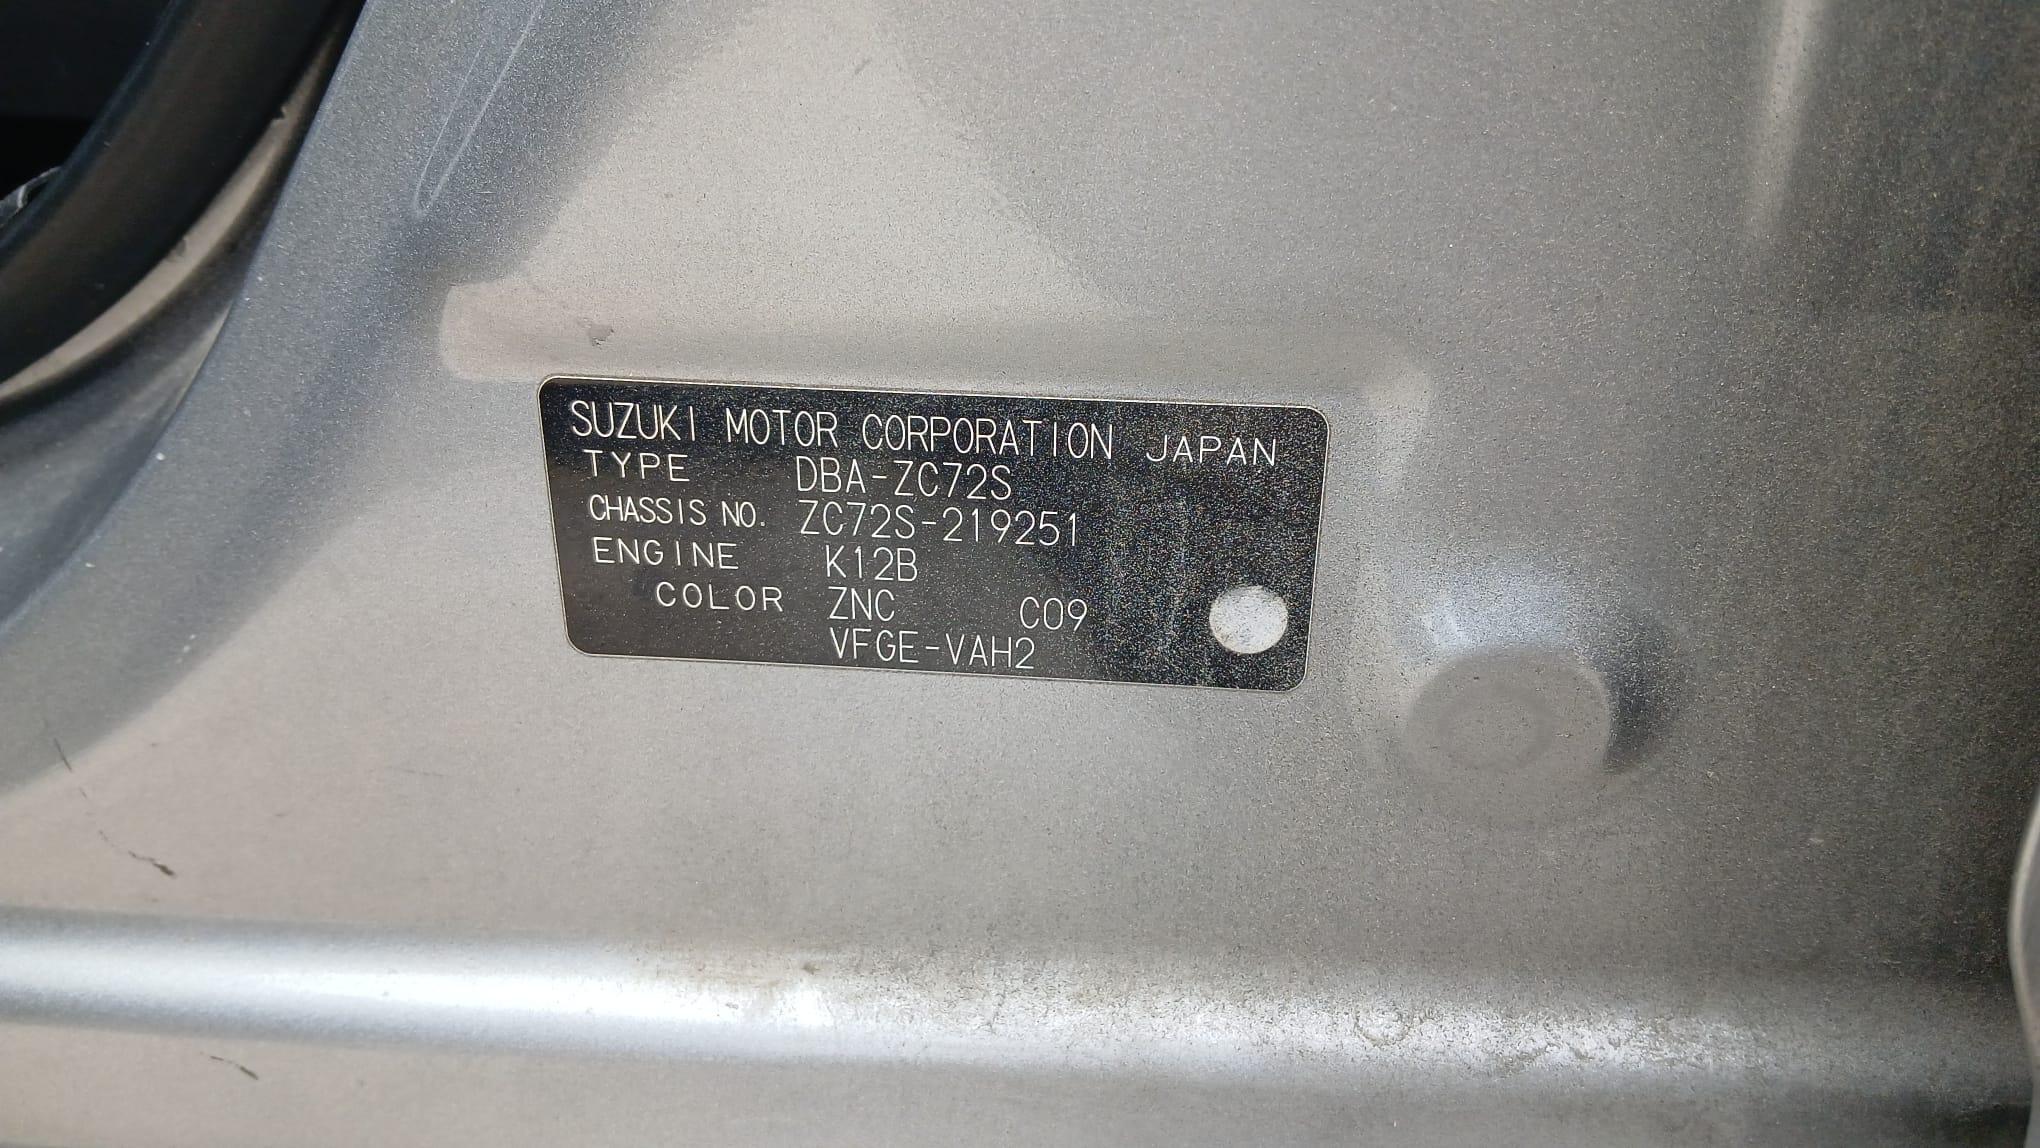 SUZUKI MOTOR CORPORATION JAPAN
TYPE DBA-ZC72S
CHASSIS NO. ZC72S-219251
ENGINE K12B
COLOR ZNC C09
VFGE-VAH2